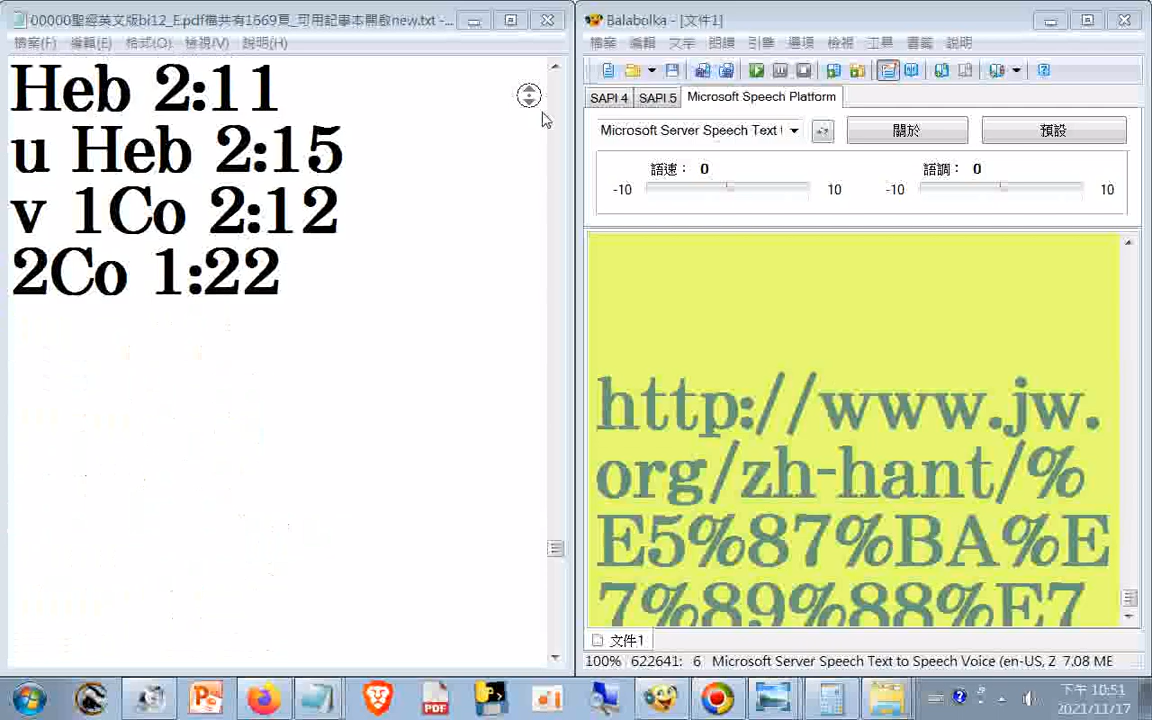 00000聖經英文版bi12_E.pdf檔共有1669頁_可用記事本開啟new.txt -...
檔案(F) 編輯(E) 格式(O) 檢視(V) 說明(H)
Heb 2:11
u Heb 2:15
v 1Co 2:12
2Co 1:22
Balabolka - [文件1]
檔案 編輯 文字 朗讀 引擎 選項 檢視 工具 書籤 說明
SAPI 4 SAPI 5 Microsoft Speech Platform
Microsoft Server Speech Text 關於 預設
語速: 0 語調: 0
-10 10 -10 10
http://www.jw.
org/zh-hant/%
E5%87%BA%E
7%89%88%E7
文件1
100% 622641: 6 Microsoft Server Speech Text to Speech Voice (en-US, Z 7.08 ME
PDF
下午 10:51
2021/11/17